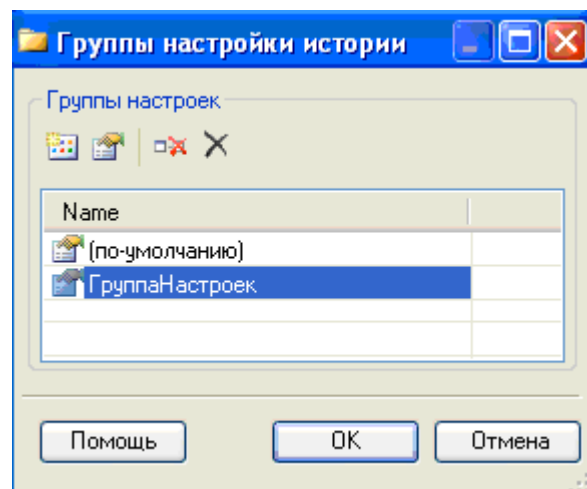 Группы настройки истории
Группы настроек
Name
(по-умолчанию)
ГруппаНастроек
Помощь OK Отмена